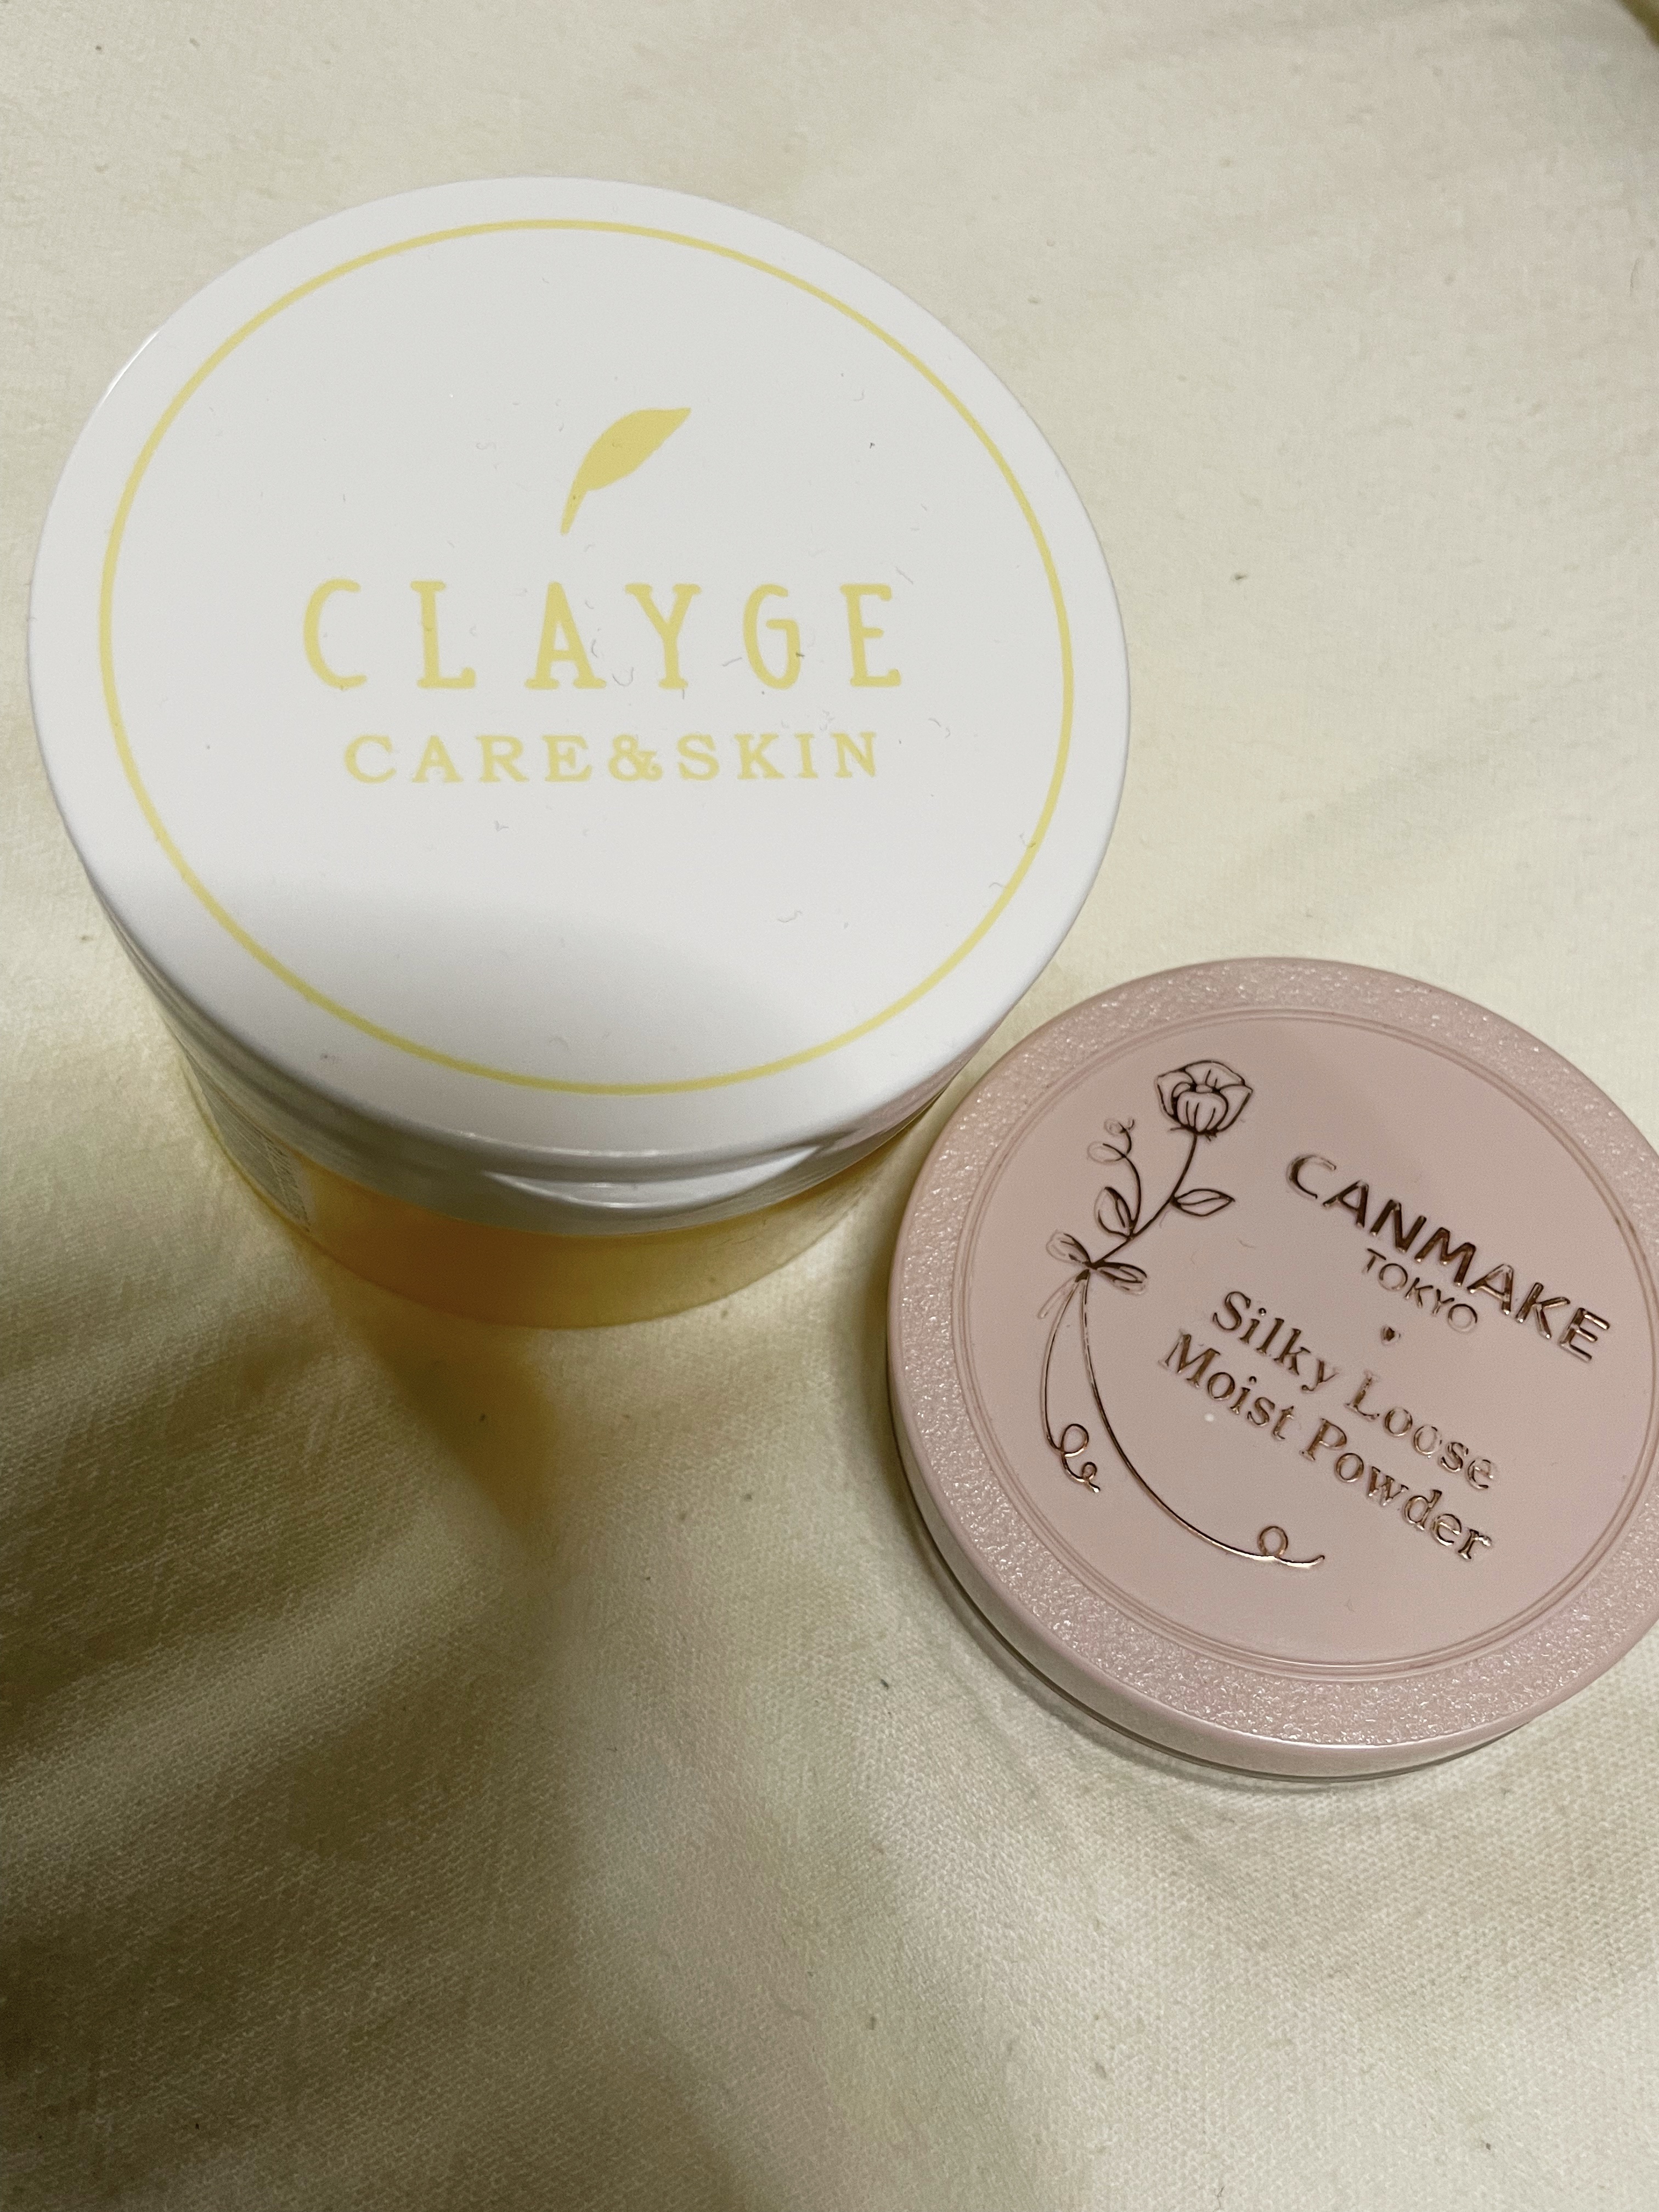 CLAYGE
CARE&SKIN
CANMAKE
TOKYO
Silky Loose
Moist Powder